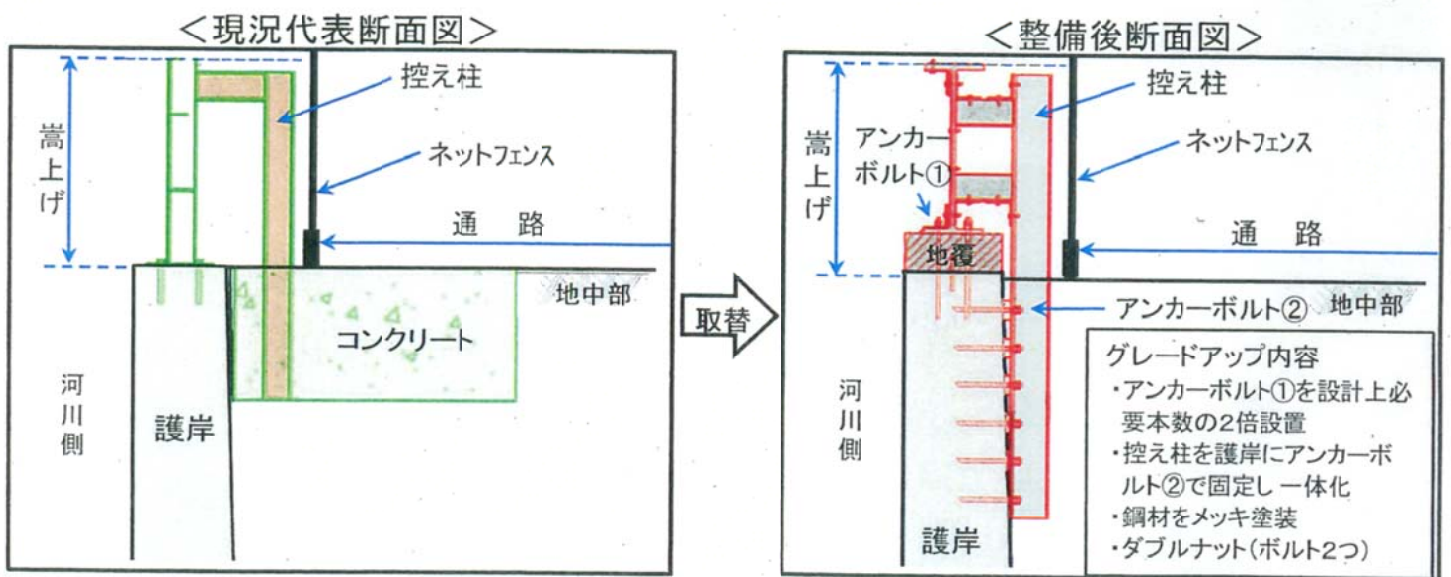 ＜現況代表断面図＞
嵩上げ
控え柱
ネットフェンス
通路
地中部
コンクリート
河川側
護岸
取替
＜整備後断面図＞
嵩上げ
アンカー
ボルト①
控え柱
ネットフェンス
通路
地覆
アンカーボルト②
地中部
河川側
護岸
グレードアップ内容
・アンカーボルト①を設計上必
要本数の2倍設置
・控え柱を護岸にアンカーボ
ルト②で固定し一体化
・鋼材をメッキ塗装
・ダブルナット(ボルト2つ)